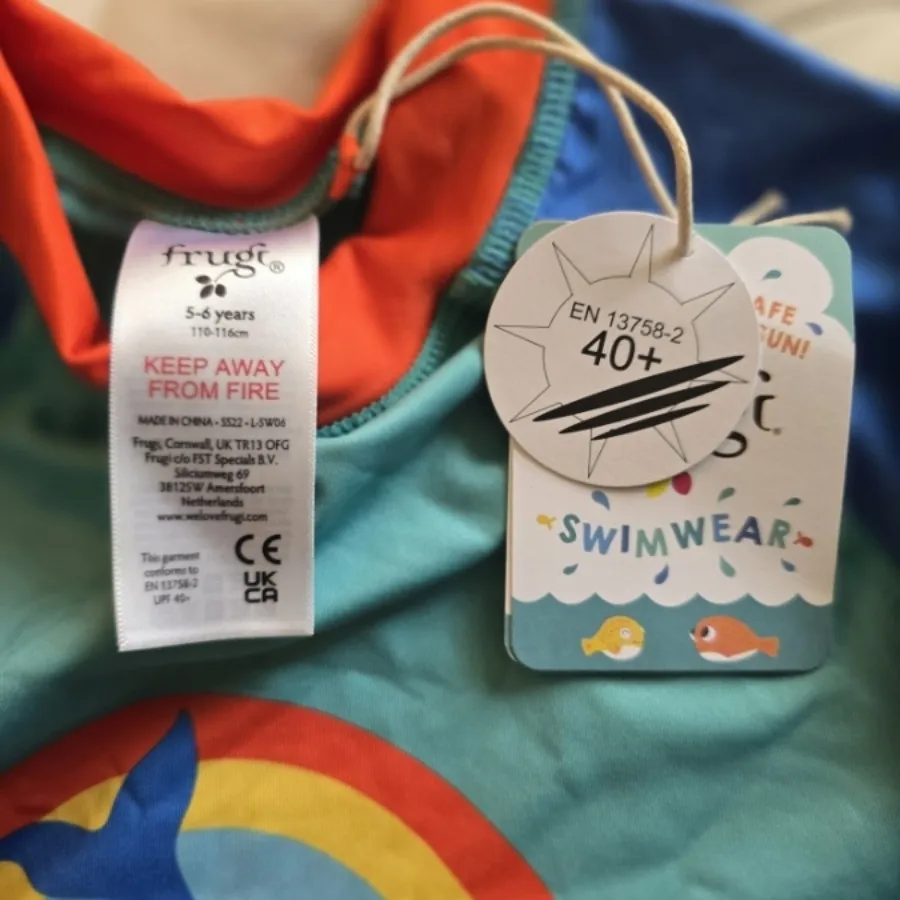 frugi®
5-6 years
110-116cm
KEEP AWAY
FROM FIRE
MADE IN CHINA • SS22 • L-SW06
Frugi, Cornwall, UK TR13 0FG
Frugi c/o FST Specials B.V.
Siliciumweg 69
3812SW Amersfoort
Netherlands
www.welovefrugi.com
This garment
conforms to
EN 13758-2
UPF 40+
CE
UK
CA
EN 13758-2
40+
SUN!
SWIMWEAR